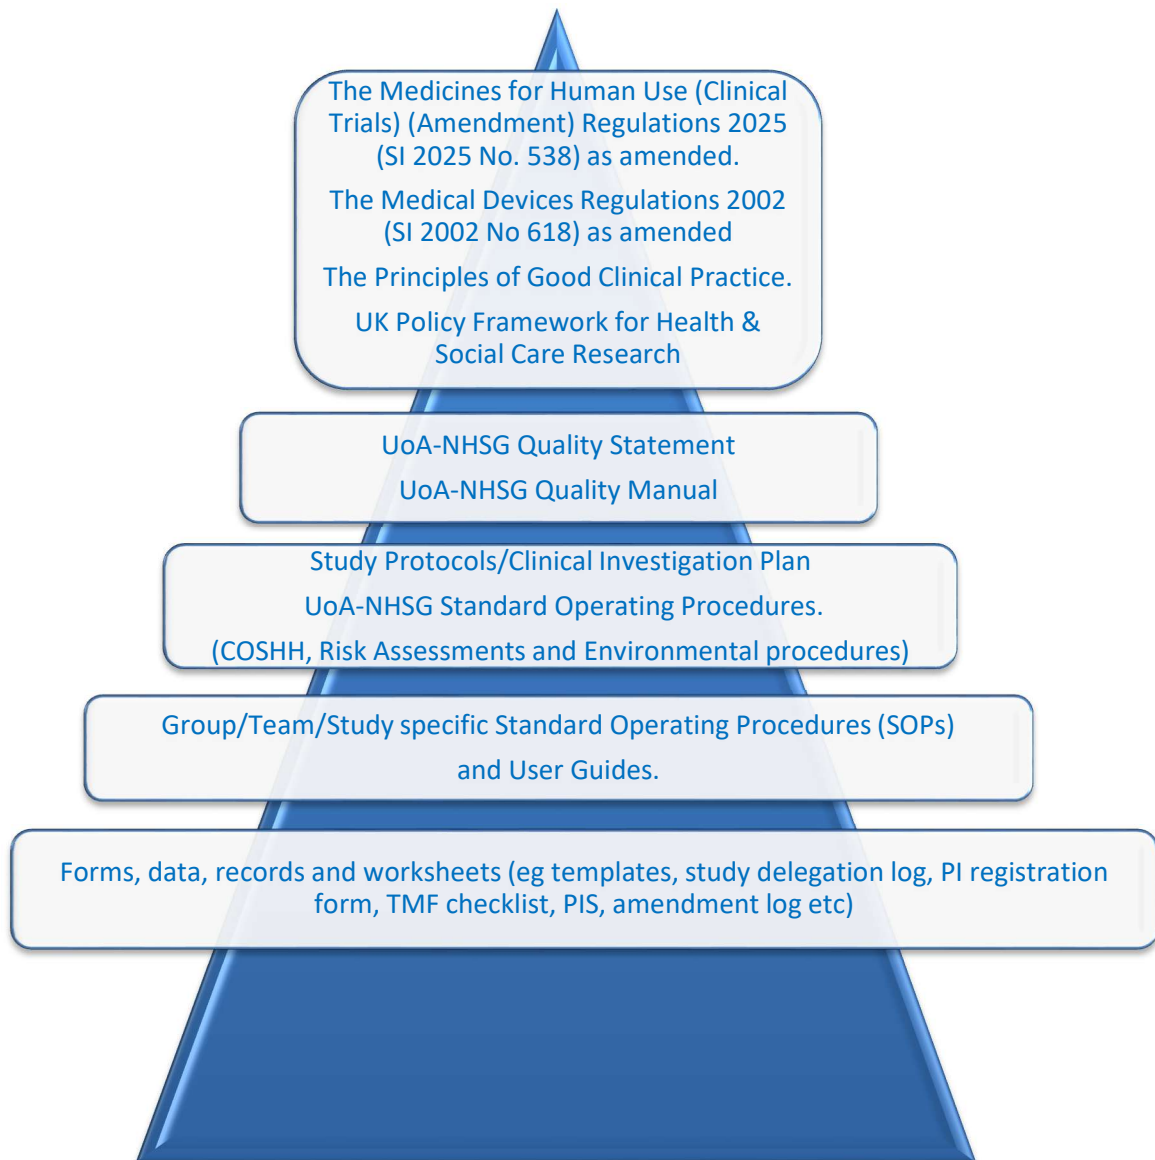 The Medicines for Human Use (Clinical
Trials) (Amendment) Regulations 2025
(SI 2025 No. 538) as amended.
The Medical Devices Regulations 2002
(SI 2002 No 618) as amended
The Principles of Good Clinical Practice.
UK Policy Framework for Health &
Social Care Research
UoA-NHSG Quality Statement
UoA-NHSG Quality Manual
Study Protocols/Clinical Investigation Plan
UoA-NHSG Standard Operating Procedures.
(COSHH, Risk Assessments and Environmental procedures)
Group/Team/Study specific Standard Operating Procedures (SOPs)
and User Guides.
Forms, data, records and worksheets (eg templates, study delegation log, PI registration
form, TMF checklist, PIS, amendment log etc)